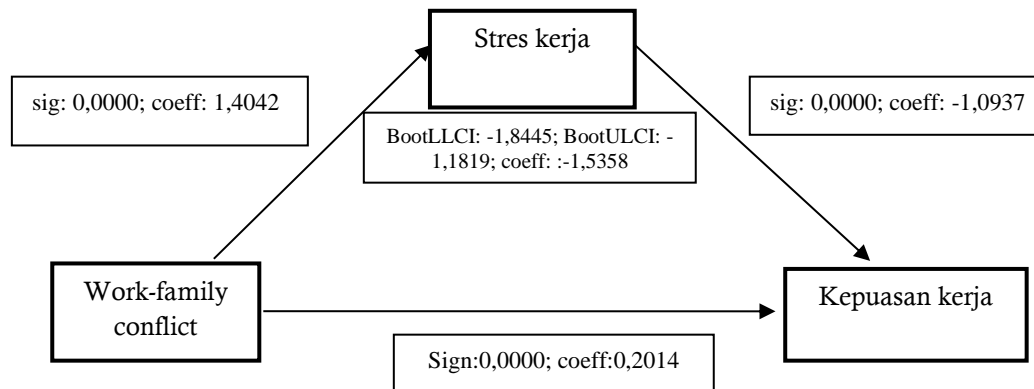 Stres kerja
sig: 0,0000; coeff: 1,4042
sig: 0,0000; coeff: -1,0937
BootLLCI: -1,8445; BootULCI: -
1,1819; coeff: :-1,5358
Work-family
conflict
Kepuasan kerja
Sign:0,0000; coeff:0,2014